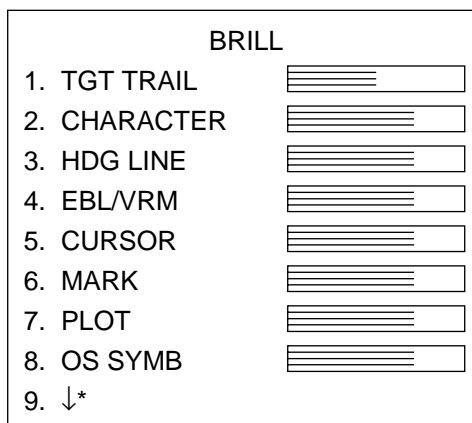 BRILL
1. TGT TRAIL
2. CHARACTER
3. HDG LINE
4. EBL/VRM
5. CURSOR
6. MARK
7. PLOT
8. OS SYMB
9. ↓*